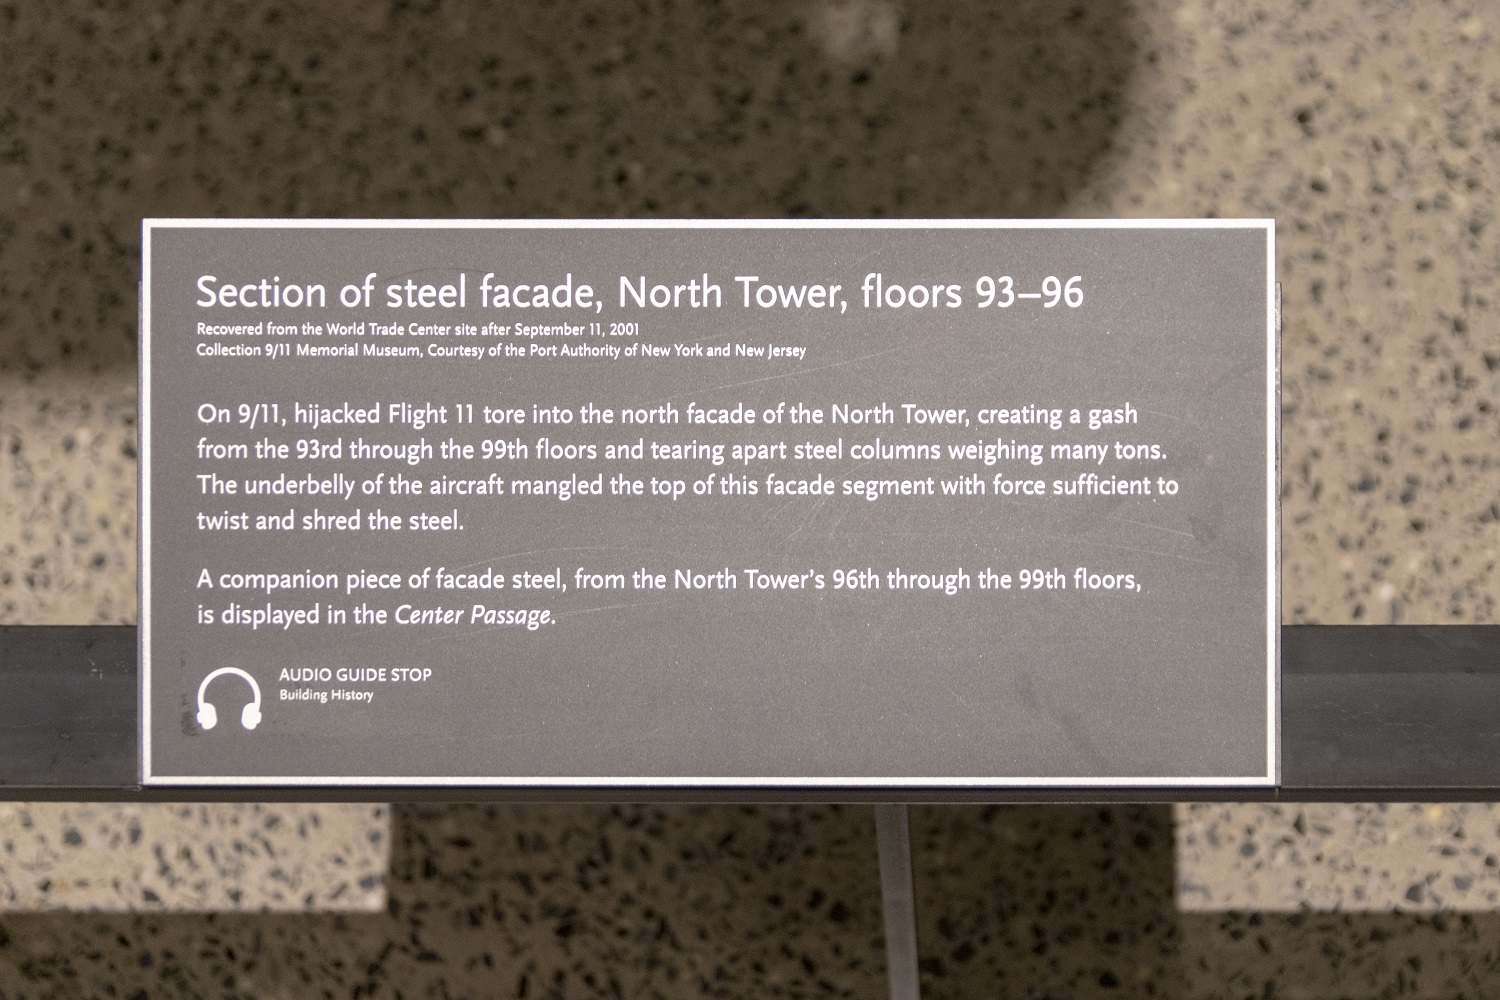 Section of steel facade, North Tower, floors 93–96
Recovered from the World Trade Center site after September 11, 2001
Collection 9/11 Memorial Museum, Courtesy of the Port Authority of New York and New Jersey
On 9/11, hijacked Flight 11 tore into the north facade of the North Tower, creating a gash
from the 93rd through the 99th floors and tearing apart steel columns weighing many tons.
The underbelly of the aircraft mangled the top of this facade segment with force sufficient to
twist and shred the steel.
A companion piece of facade steel, from the North Tower’s 96th through the 99th floors,
is displayed in the Center Passage.
AUDIO GUIDE STOP
Building History